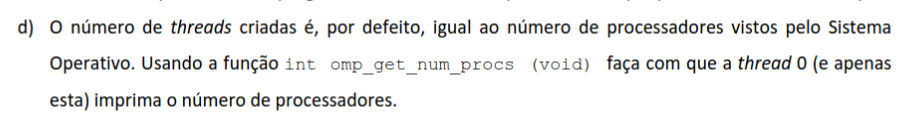 d) O número de threads criadas é, por defeito, igual ao número de processadores vistos pelo Sistema
Operativo. Usando a função int omp_get_num_procs (void) faça com que a thread 0 (e apenas
esta) imprima o número de processadores.